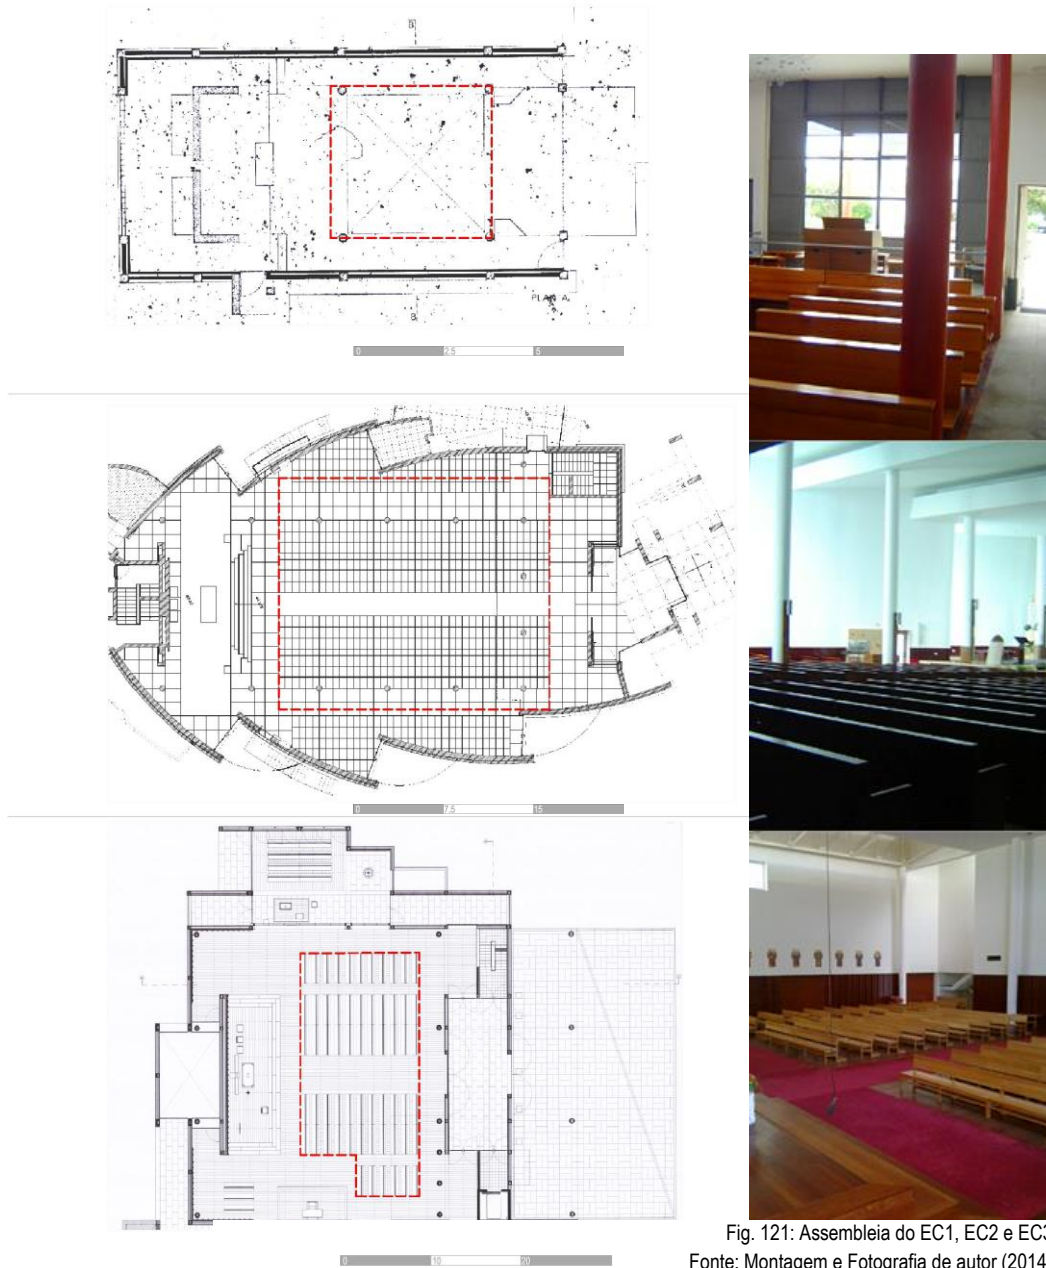 B
PLAN A.
B
0 2.5 5
0 7.5 15
0 10 20
Fig. 121: Assembleia do EC1, EC2 e EC3
Fonte: Montagem e Fotografia de autor (2014